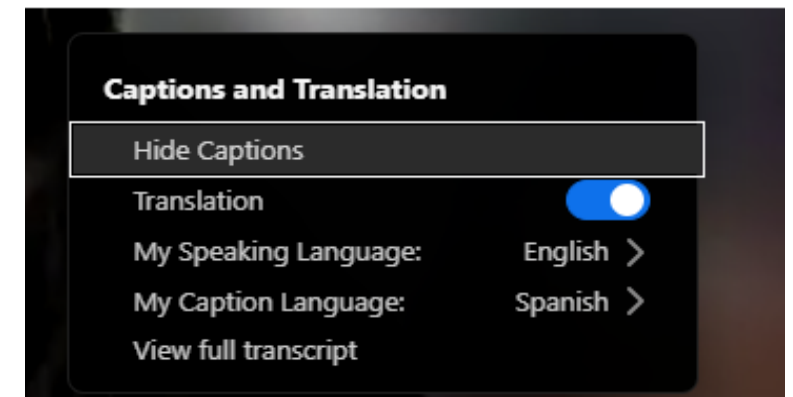 Captions and Translation
Hide Captions
Translation
My Speaking Language: English
My Caption Language: Spanish
View full transcript